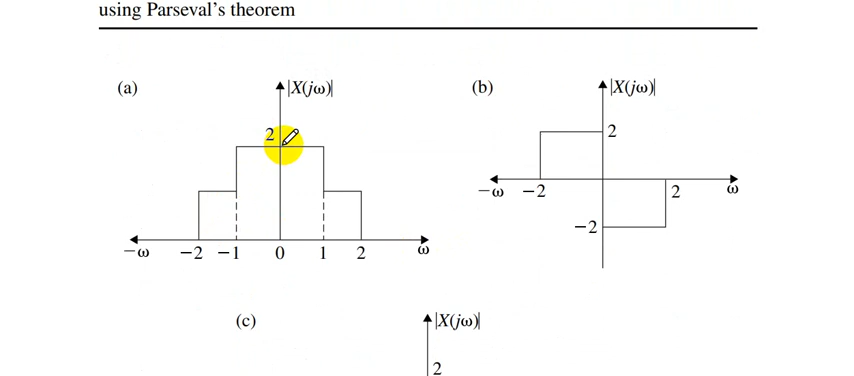 using Parseval's theorem
(a)
|X(jω)|
2
−ω −2 −1 0 1 2 ω
(b)
|X(jω)|
2
−ω −2 2 ω
−2
(c)
|X(jω)|
2